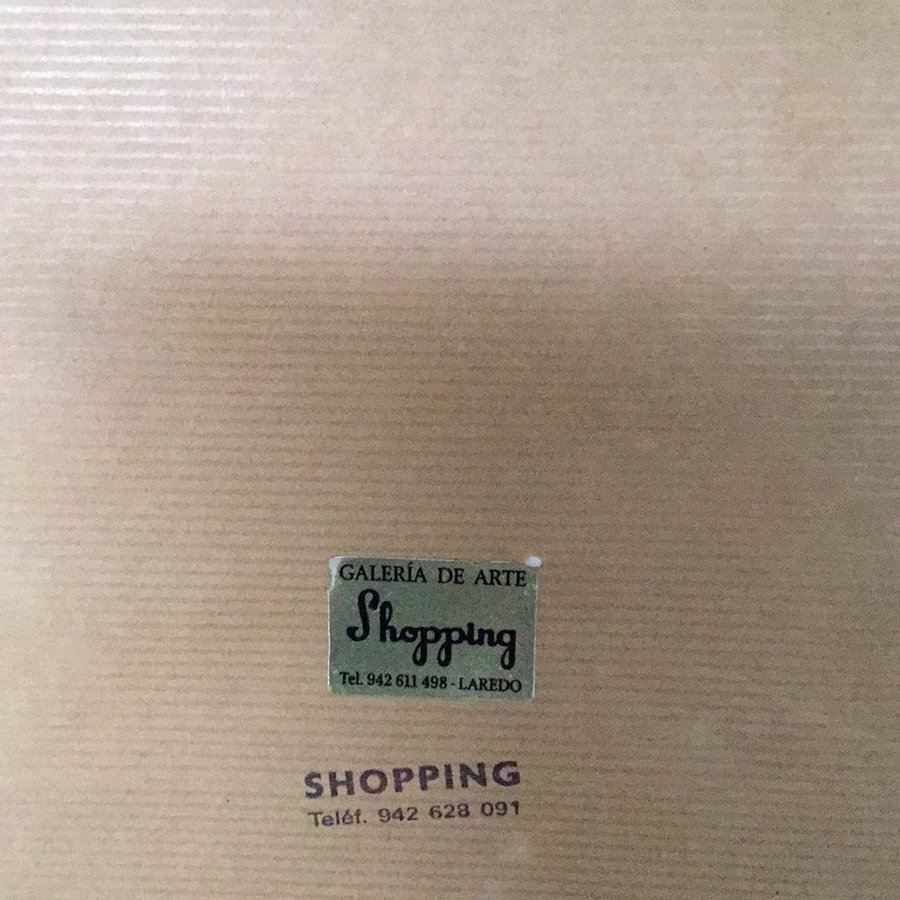 GALERÍA DE ARTE
Shopping
Tel. 942 611 498 - LAREDO
SHOPPING
Teléf. 942 628 091